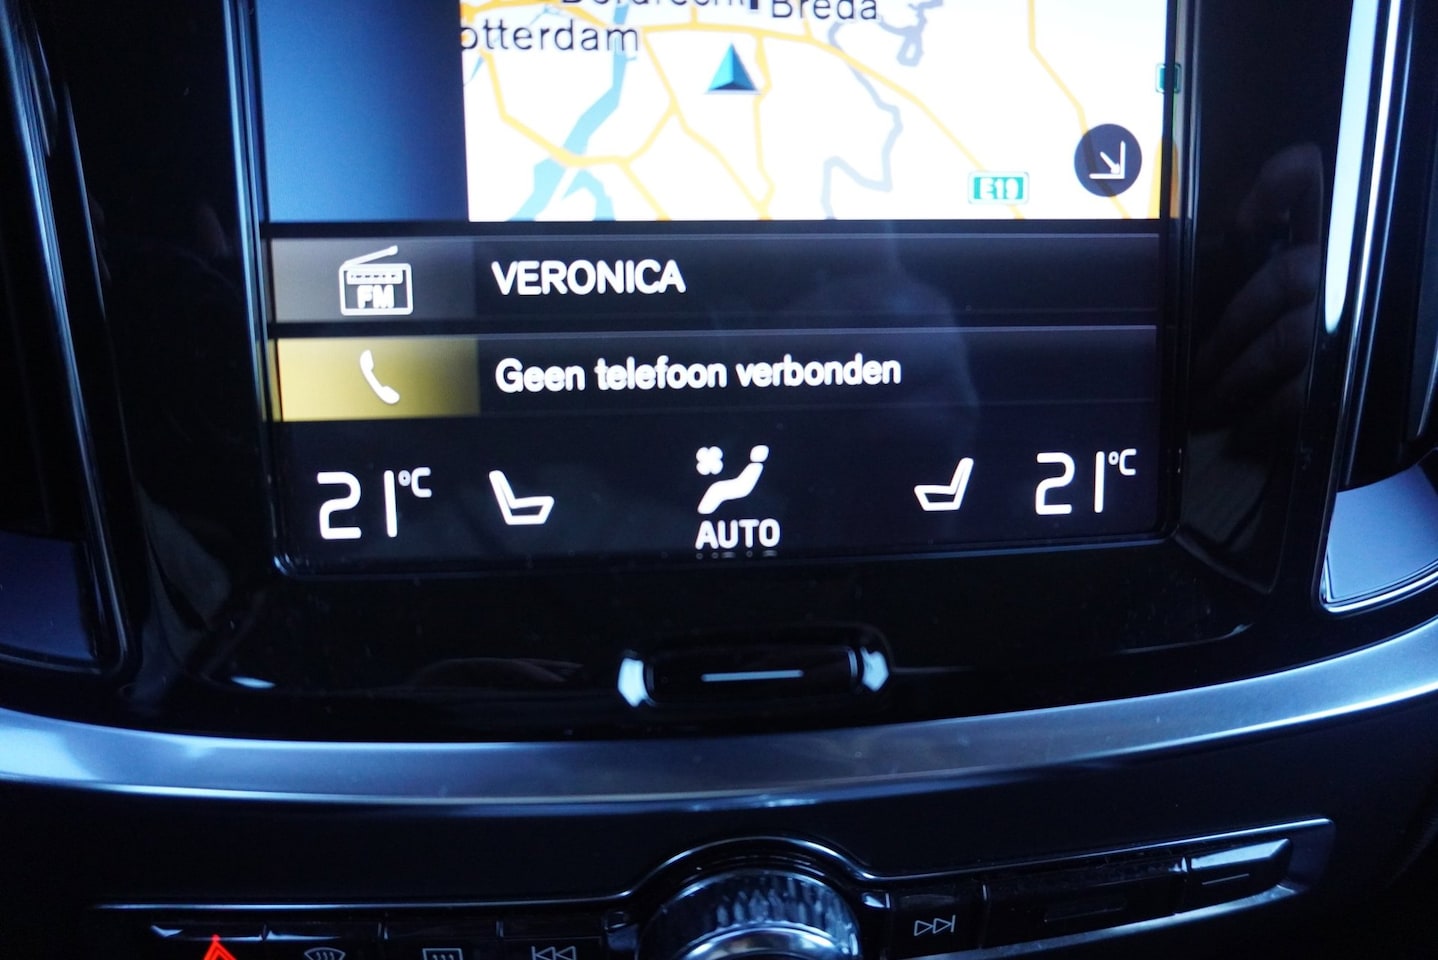 Breda
otterdam
E19
FM
VERONICA
Geen telefoon verbonden
21°C
21°C
AUTO